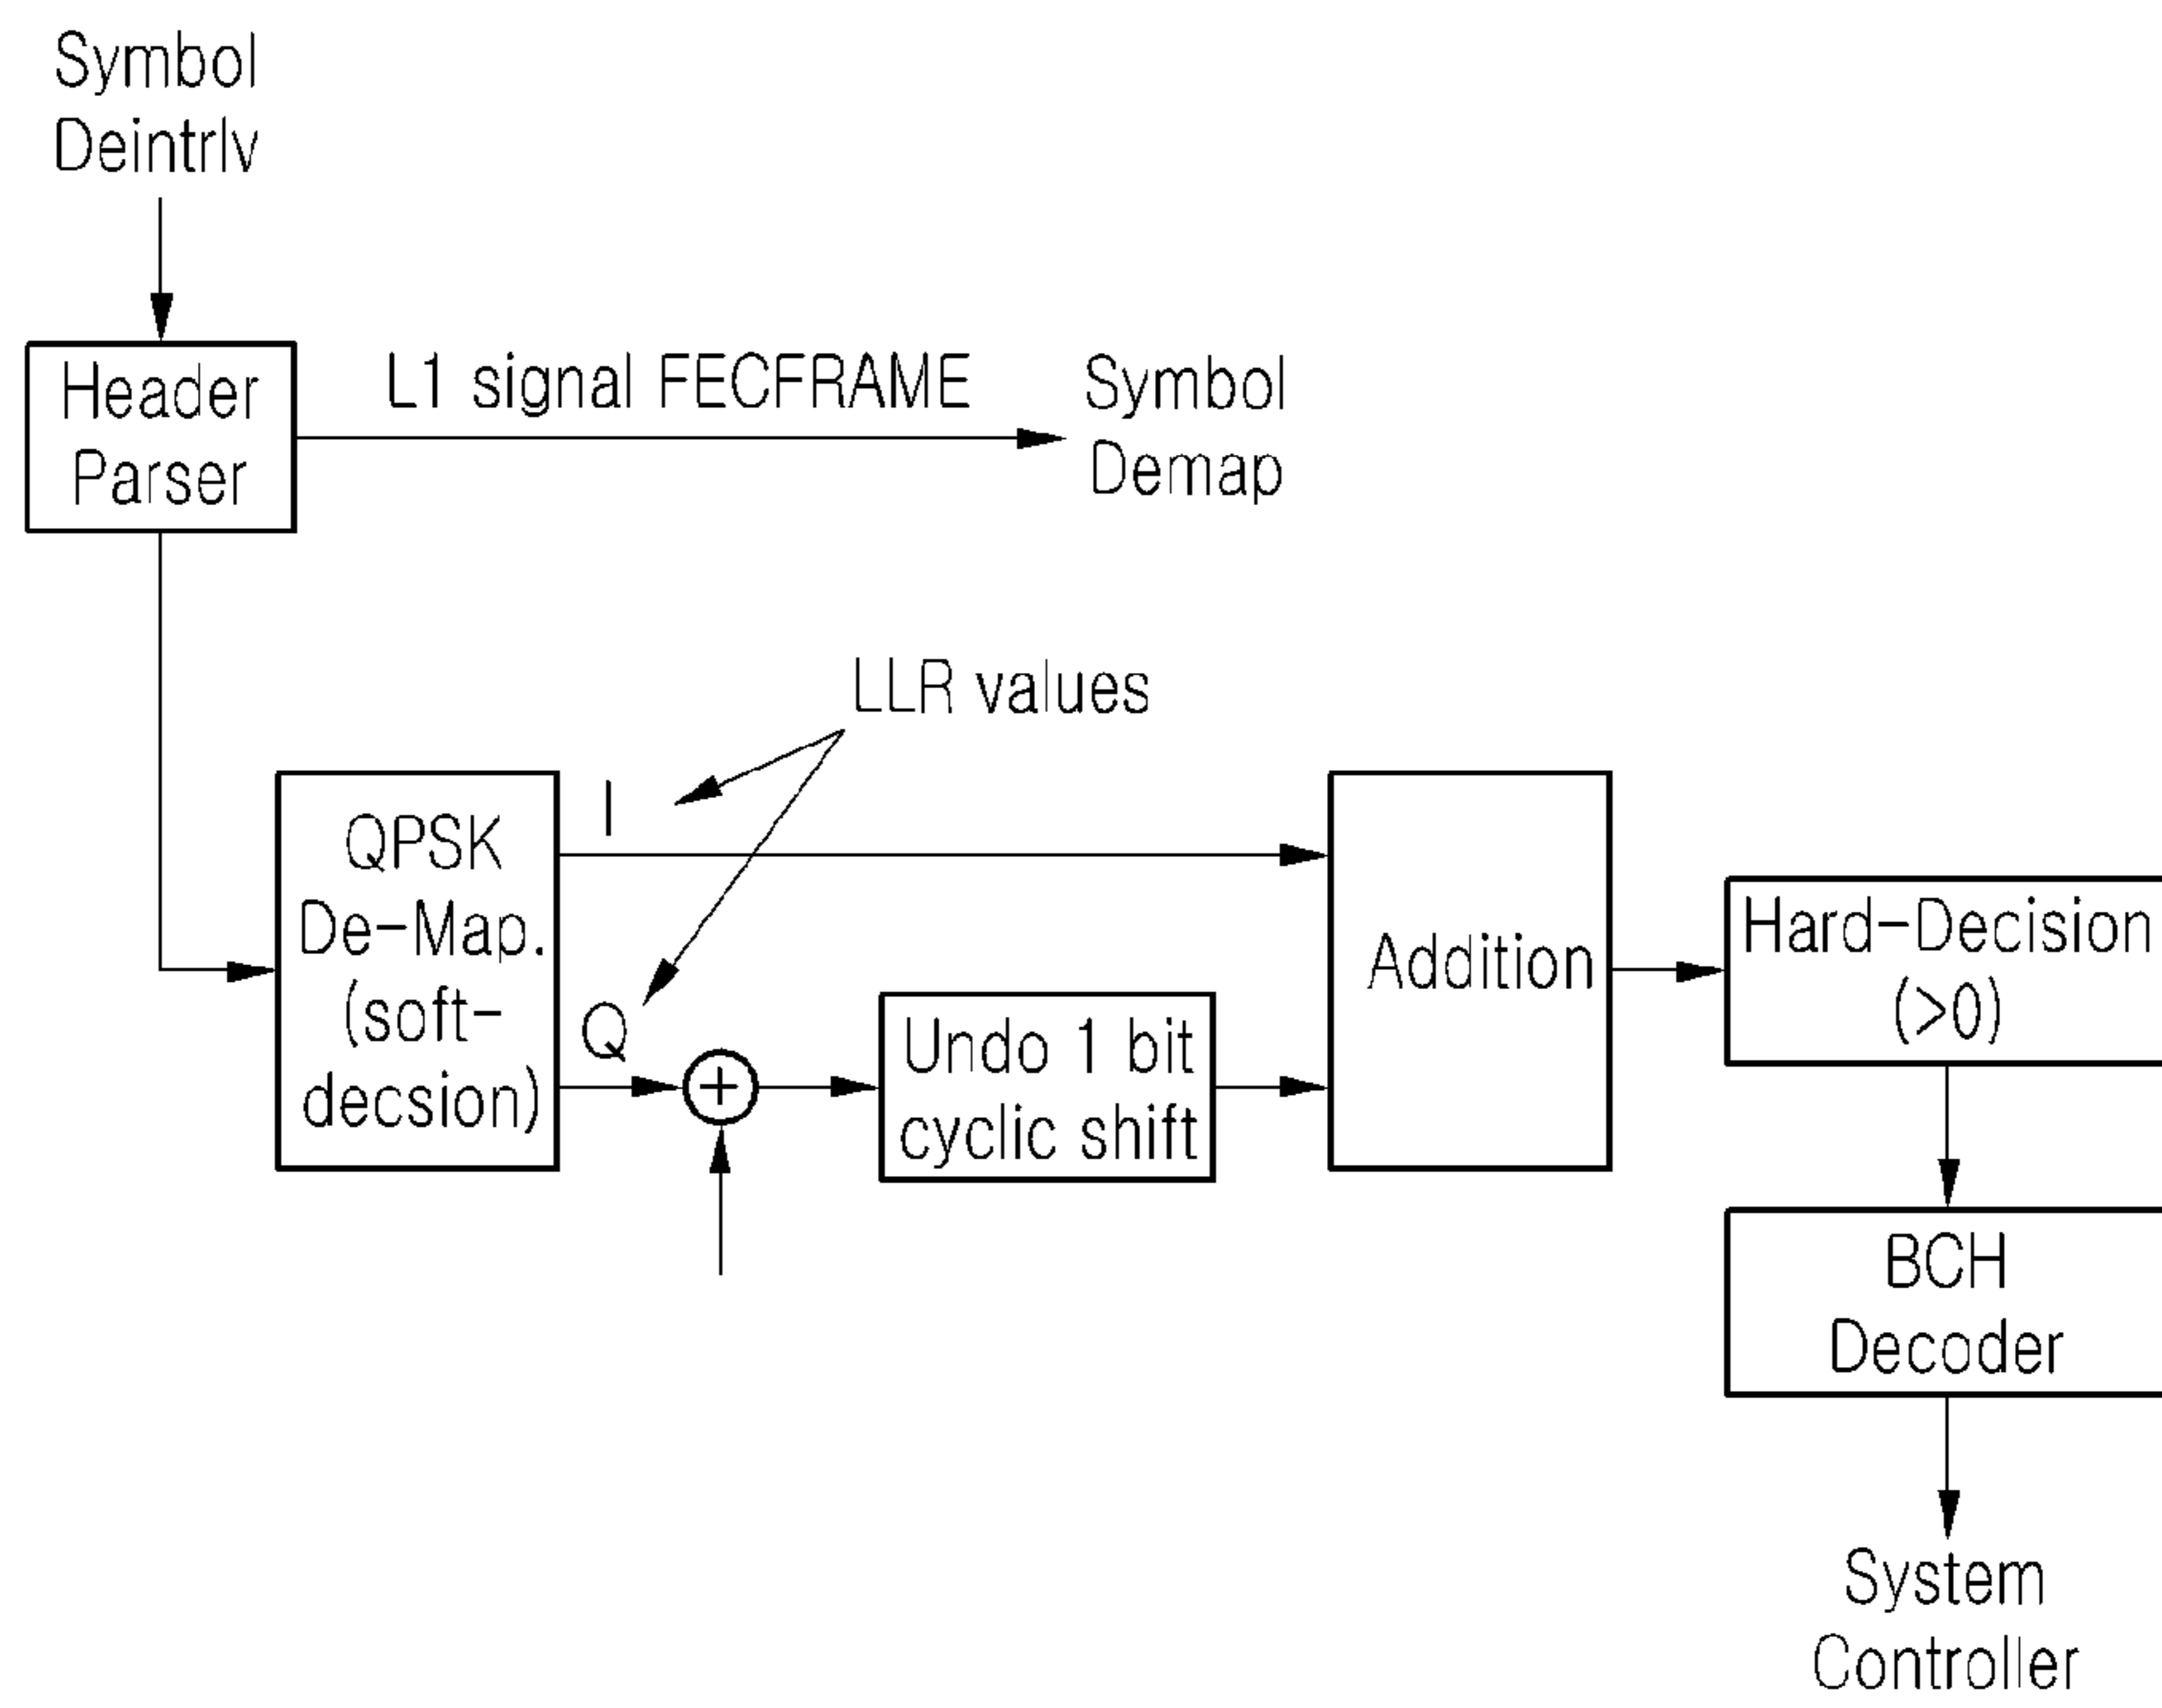 Symbol
Deintrlv
Header
Parser
L1 signal FECFRAME
Symbol
Demap
LLR values
QPSK
De-Map.
(soft-
decsion)
I
Q
+
Undo 1 bit
cyclic shift
Addition
Hard-Decision
(>0)
BCH
Decoder
System
Controller